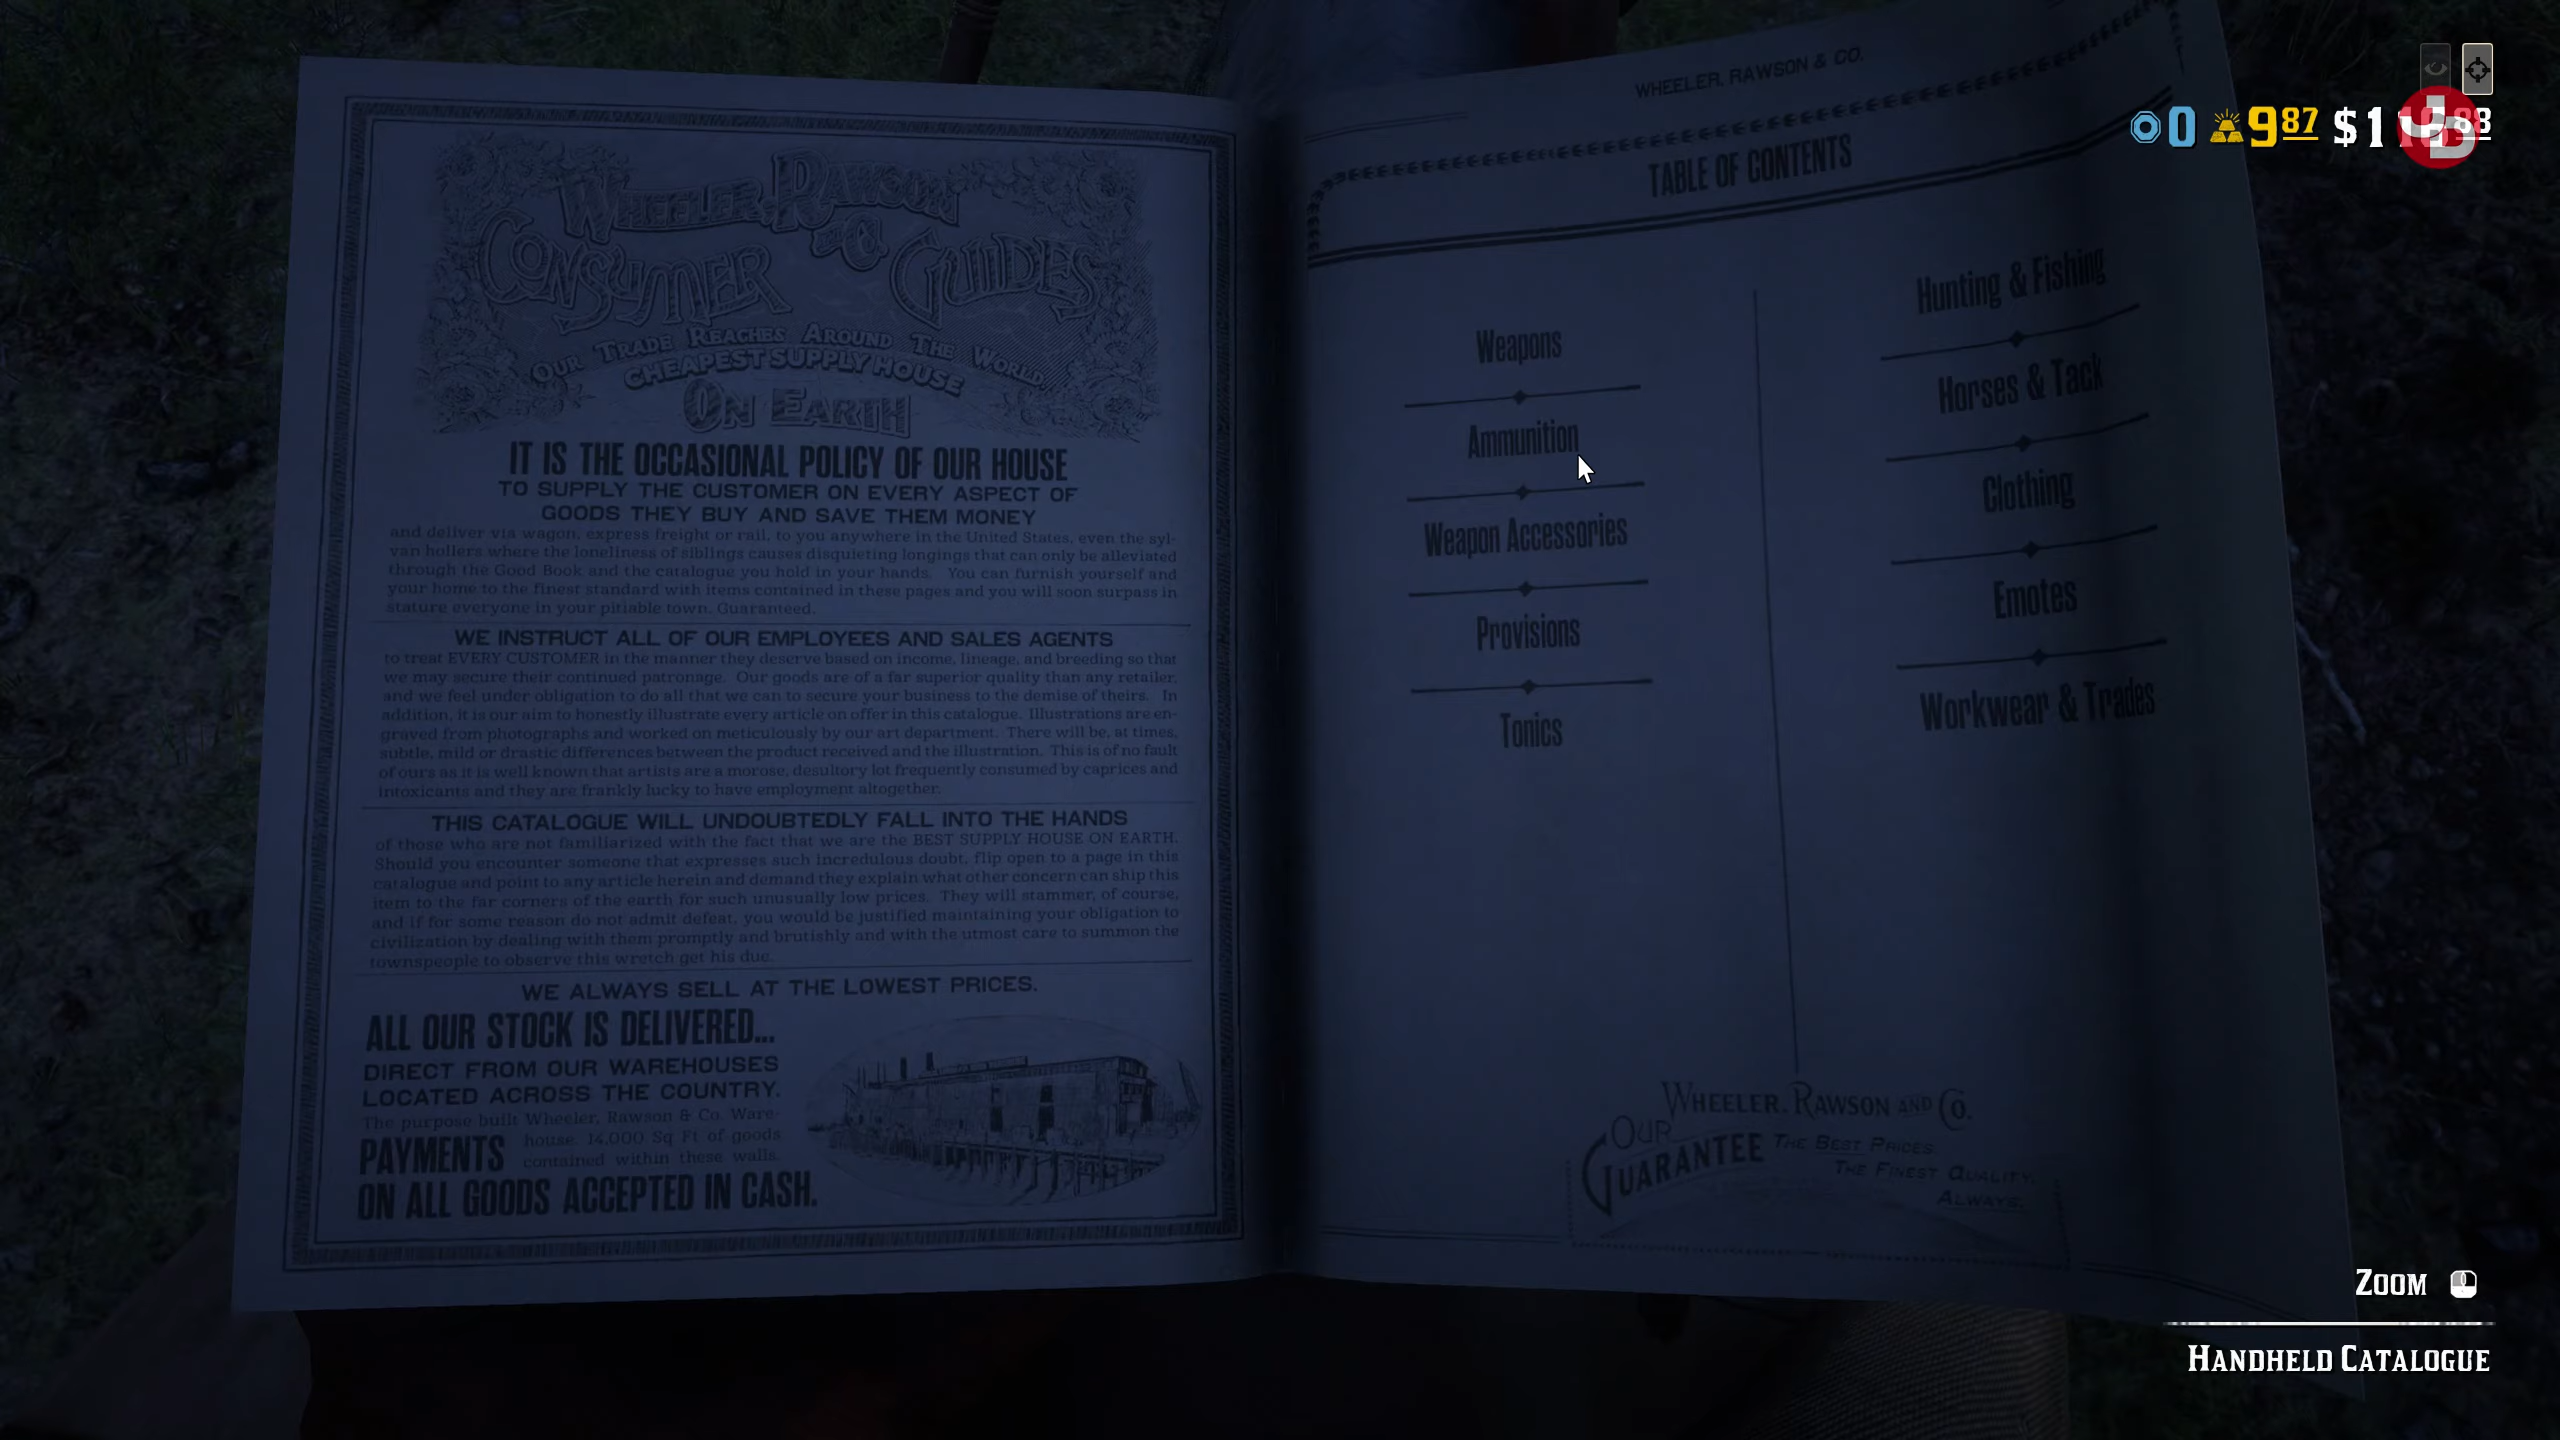 WHEELER, RAWSON
& CO.
CONSUMER GUIDES
OUR TRADE REACHES AROUND THE WORLD.
CHEAPEST SUPPLY HOUSE
ON EARTH
IT IS THE OCCASIONAL POLICY OF OUR HOUSE
TO SUPPLY THE CUSTOMER ON EVERY ASPECT OF
GOODS THEY BUY AND SAVE THEM MONEY
and deliver via wagon, express freight or rail, to you anywhere in the United States, even the syl-
van hollers where the loneliness of siblings causes disquieting longings that can only be alleviated
through the Good Book and the catalogue you hold in your hands. You can furnish yourself and
your home to the finest standard with items contained in these pages and you will soon surpass in
stature everyone in your pitiable town. Guaranteed.
WE INSTRUCT ALL OF OUR EMPLOYEES AND SALES AGENTS
to treat EVERY CUSTOMER in the manner they deserve based on income, lineage, and breeding so that
we may secure their continued patronage. Our goods are of a far superior quality than any retailer,
and we feel under obligation to do all that we can to secure your business to the demise of theirs. In
addition, it is our aim to honestly illustrate every article on offer in this catalogue. Illustrations are en-
graved from photographs and worked on meticulously by our art department. There will be, at times,
subtle, mild or drastic differences between the product received and the illustration. This is of no fault
of ours as it is well known that artists are a morose, desultory lot frequently consumed by caprices and
intoxicants and they are frankly lucky to have employment altogether.
THIS CATALOGUE WILL UNDOUBTEDLY FALL INTO THE HANDS
of those who are not familiarized with the fact that we are the BEST SUPPLY HOUSE ON EARTH.
Should you encounter someone that expresses such incredulous doubt, flip open to a page in this
catalogue and point to any article herein and demand they explain what other concern can ship this
item to the far corners of the earth for such unusually low prices. They will stammer, of course,
and if for some reason do not admit defeat, you would be justified maintaining your obligation to
civilization by dealing with them promptly and brutishly and with the utmost care to summon the
townspeople to observe this wretch get his due.
WE ALWAYS SELL AT THE LOWEST PRICES.
ALL OUR STOCK IS DELIVERED...
DIRECT FROM OUR WAREHOUSES
LOCATED ACROSS THE COUNTRY.
The purpose built Wheeler, Rawson & Co Ware-
house. 14,000 Sq Ft of goods
contained within these walls.
PAYMENTS
ON ALL GOODS ACCEPTED IN CASH.
WHEELER, RAWSON & CO.
TABLE OF CONTENTS
Weapons
Ammunition
Weapon Accessories
Provisions
Tonics
Hunting & Fishing
Horses & Tack
Clothing
Emotes
Workwear & Trades
WHEELER, RAWSON AND CO.
OUR
GUARANTEE
THE BEST PRICES.
THE FINEST QUALITY.
ALWAYS.
0 9 87
ZOOM
HANDHELD CATALOGUE